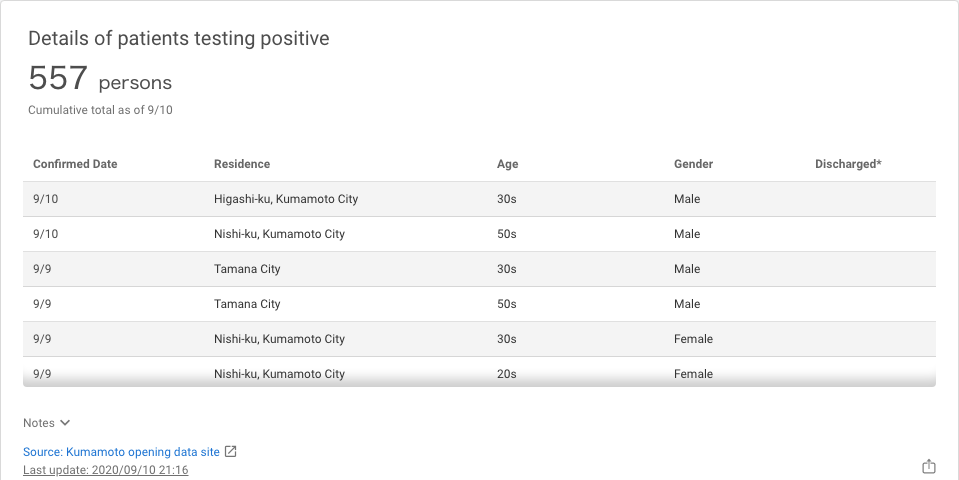 Details of patients testing positive
557 persons
Cumulative total as of 9/10
Confirmed Date Residence Age Gender Discharged*
9/10 Higashi-ku, Kumamoto City 30s Male
9/10 Nishi-ku, Kumamoto City 50s Male
9/9 Tamana City 30s Male
9/9 Tamana City 50s Male
9/9 Nishi-ku, Kumamoto City 30s Female
9/9 Nishi-ku, Kumamoto City 20s Female
Notes
Source: Kumamoto opening data site
Last update: 2020/09/10 21:16